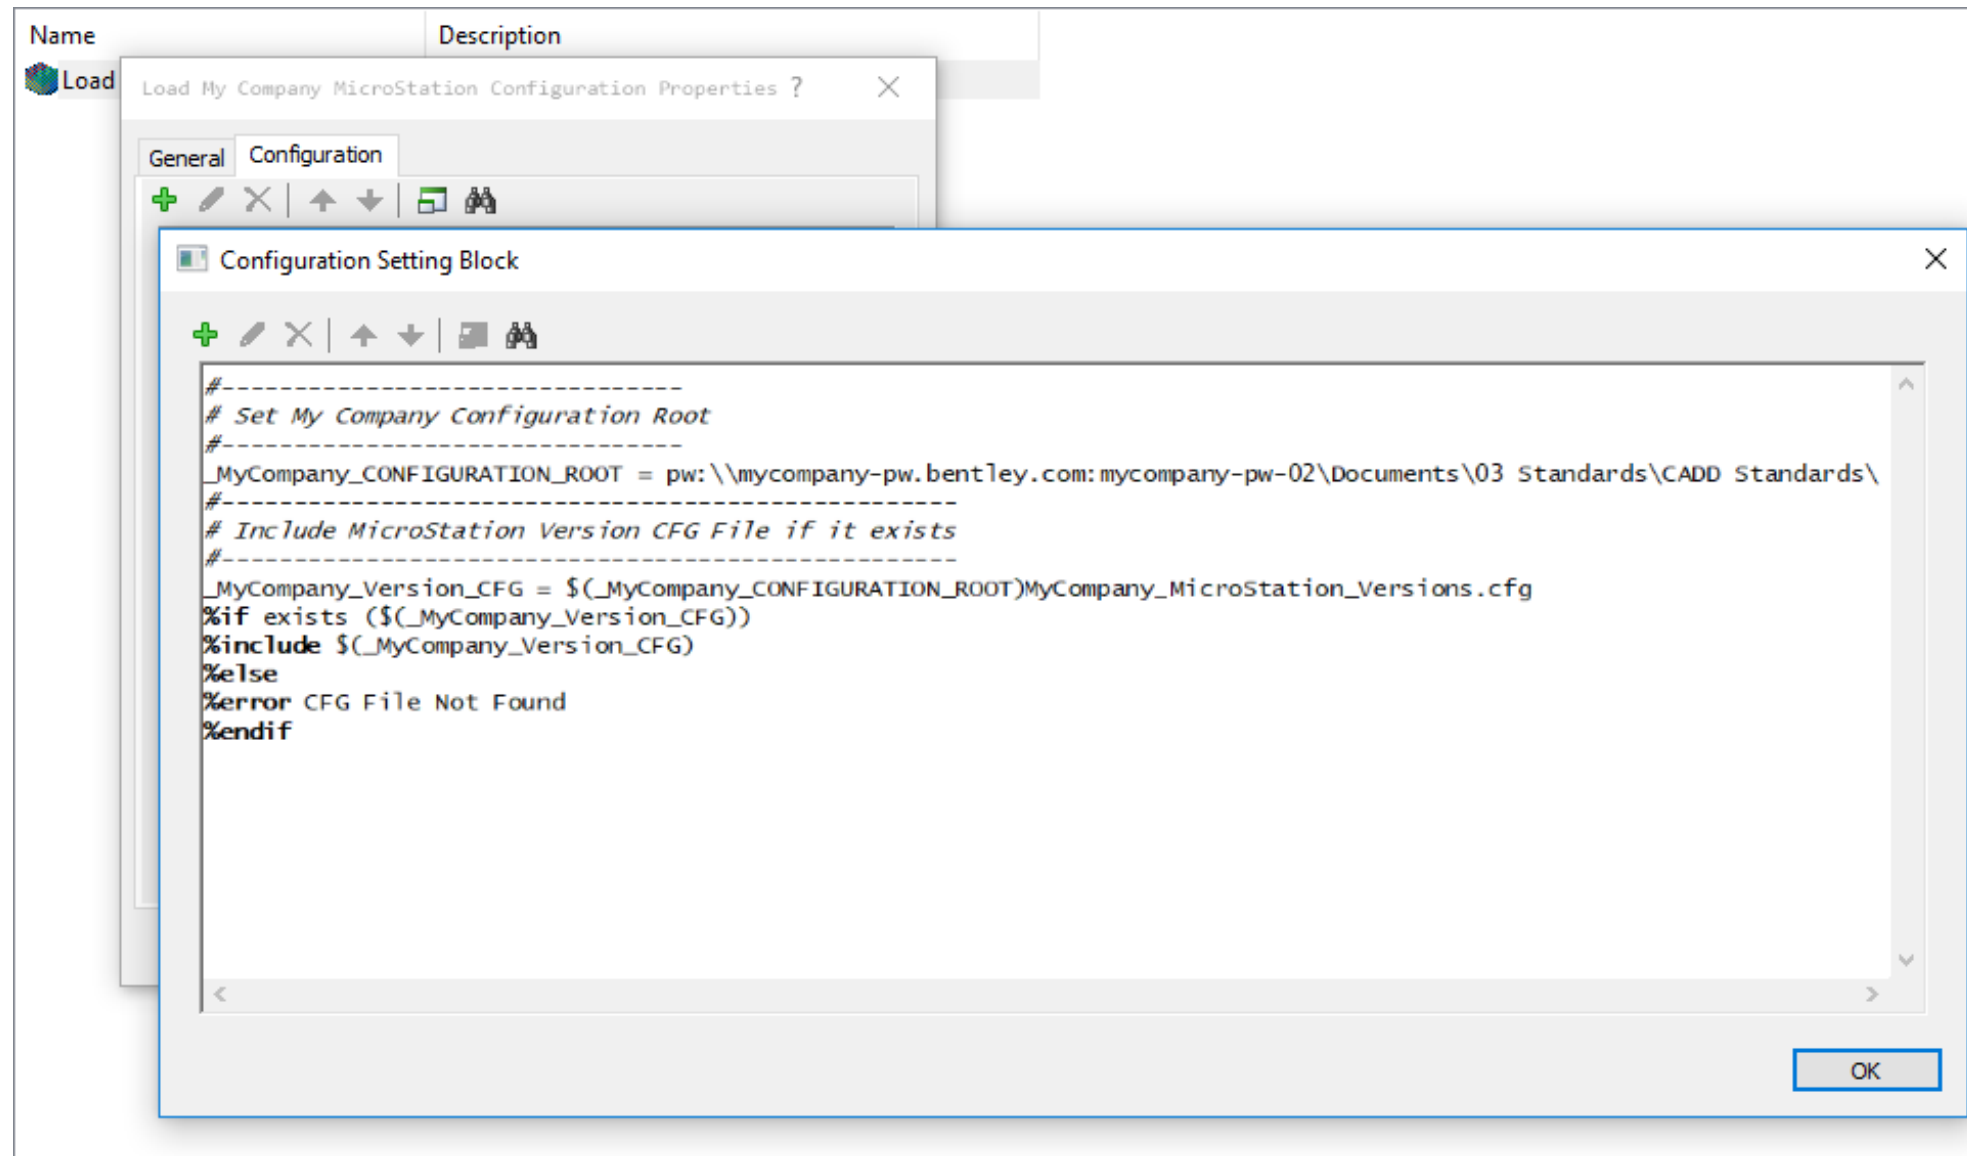 Name Description
Load
Load My Company MicroStation Configuration Properties ?
General Configuration
Configuration Setting Block
#--------------------------------
# Set My Company Configuration Root
#--------------------------------
_MyCompany_CONFIGURATION_ROOT = pw:\\mycompany-pw.bentley.com:mycompany-pw-02\Documents\03 Standards\CADD Standards\
#---------------------------------------------------
# Include MicroStation Version CFG File if it exists
#---------------------------------------------------
_MyCompany_Version_CFG = $(_MyCompany_CONFIGURATION_ROOT)MyCompany_MicroStation_Versions.cfg
%if exists ($(_MyCompany_Version_CFG))
%include $(_MyCompany_Version_CFG)
%else
%error CFG File Not Found
%endif
OK